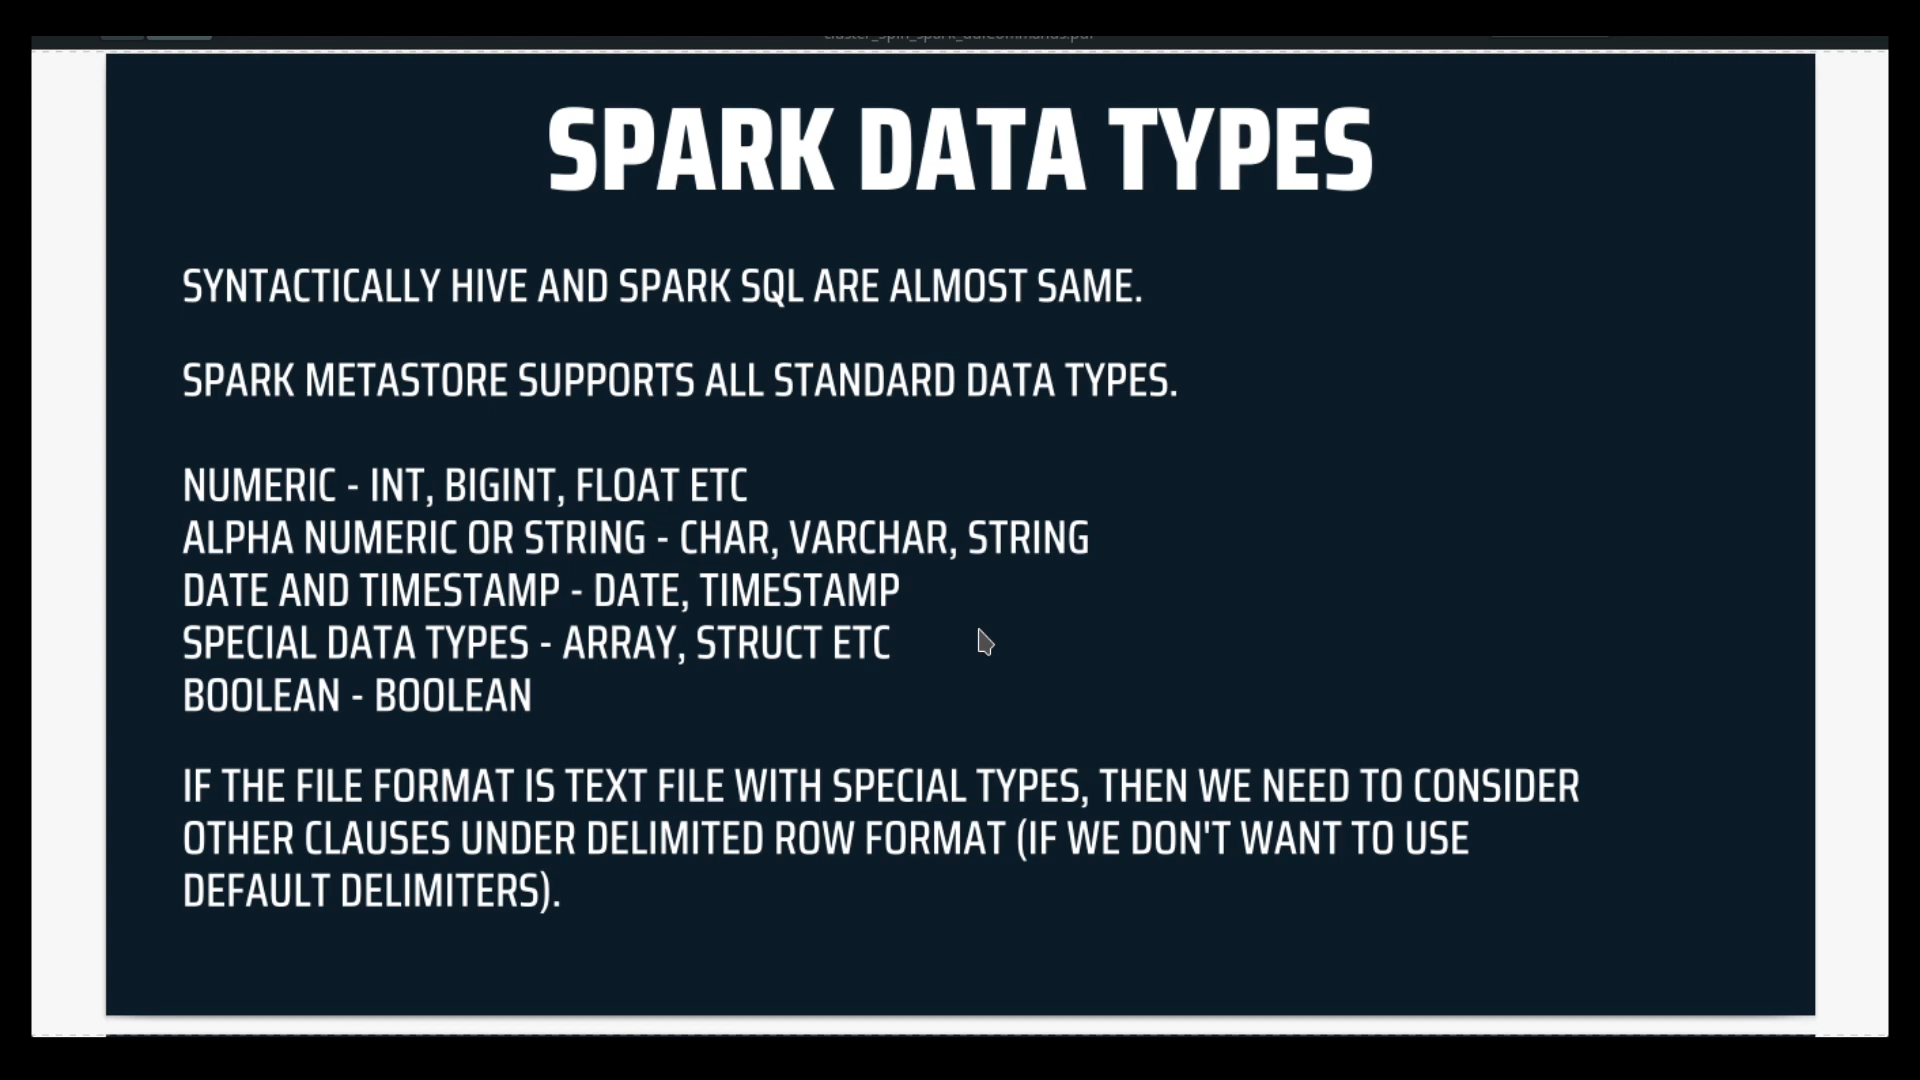 SPARK DATA TYPES
SYNTACTICALLY HIVE AND SPARK SQL ARE ALMOST SAME.
SPARK METASTORE SUPPORTS ALL STANDARD DATA TYPES.
NUMERIC - INT, BIGINT, FLOAT ETC
ALPHA NUMERIC OR STRING - CHAR, VARCHAR, STRING
DATE AND TIMESTAMP - DATE, TIMESTAMP
SPECIAL DATA TYPES - ARRAY, STRUCT ETC
BOOLEAN - BOOLEAN
IF THE FILE FORMAT IS TEXT FILE WITH SPECIAL TYPES, THEN WE NEED TO CONSIDER
OTHER CLAUSES UNDER DELIMITED ROW FORMAT (IF WE DON'T WANT TO USE
DEFAULT DELIMITERS).